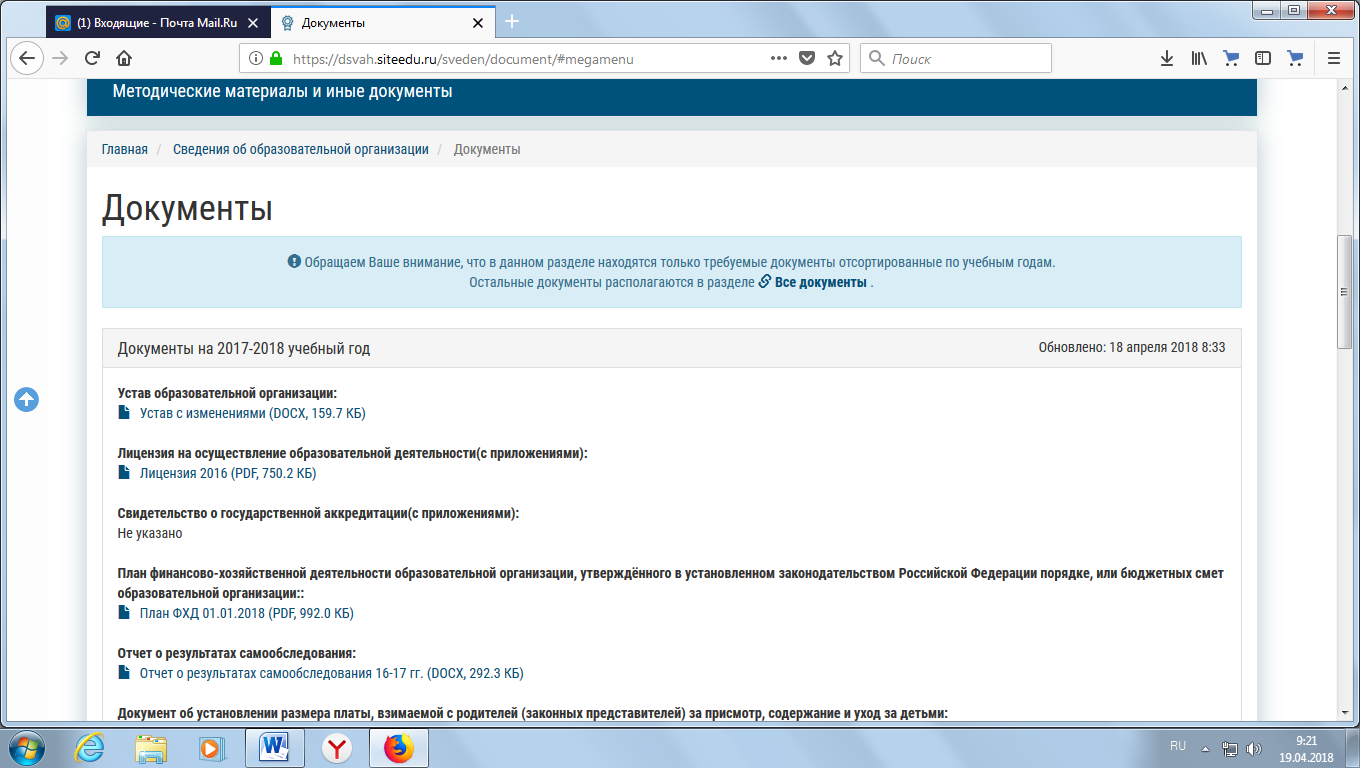 (1) Входящие - Почта Mail.Ru
Документы
https://dsvah.siteedu.ru/sveden/document/#megamenu
Поиск
Методические материалы и иные документы
Главная / Сведения об образовательной организации / Документы
Документы
Обращаем Ваше внимание, что в данном разделе находятся только требуемые документы отсортированные по учебным годам.
Остальные документы располагаются в разделе Все документы .
Документы на 2017-2018 учебный год
Обновлено: 18 апреля 2018 8:33
Устав образовательной организации:
Устав с изменениями (DOCX, 159.7 КБ)
Лицензия на осуществление образовательной деятельности(с приложениями):
Лицензия 2016 (PDF, 750.2 КБ)
Свидетельство о государственной аккредитации(с приложениями):
Не указано
План финансово-хозяйственной деятельности образовательной организации, утверждённого в установленном законодательством Российской Федерации порядке, или бюджетных смет
образовательной организации::
План ФХД 01.01.2018 (PDF, 992.0 КБ)
Отчет о результатах самообследования:
Отчет о результатах самообследования 16-17 гг. (DOCX, 292.3 КБ)
Документ об установлении размера платы, взимаемой с родителей (законных представителей) за присмотр, содержание и уход за детьми:
RU
9:21
19.04.2018